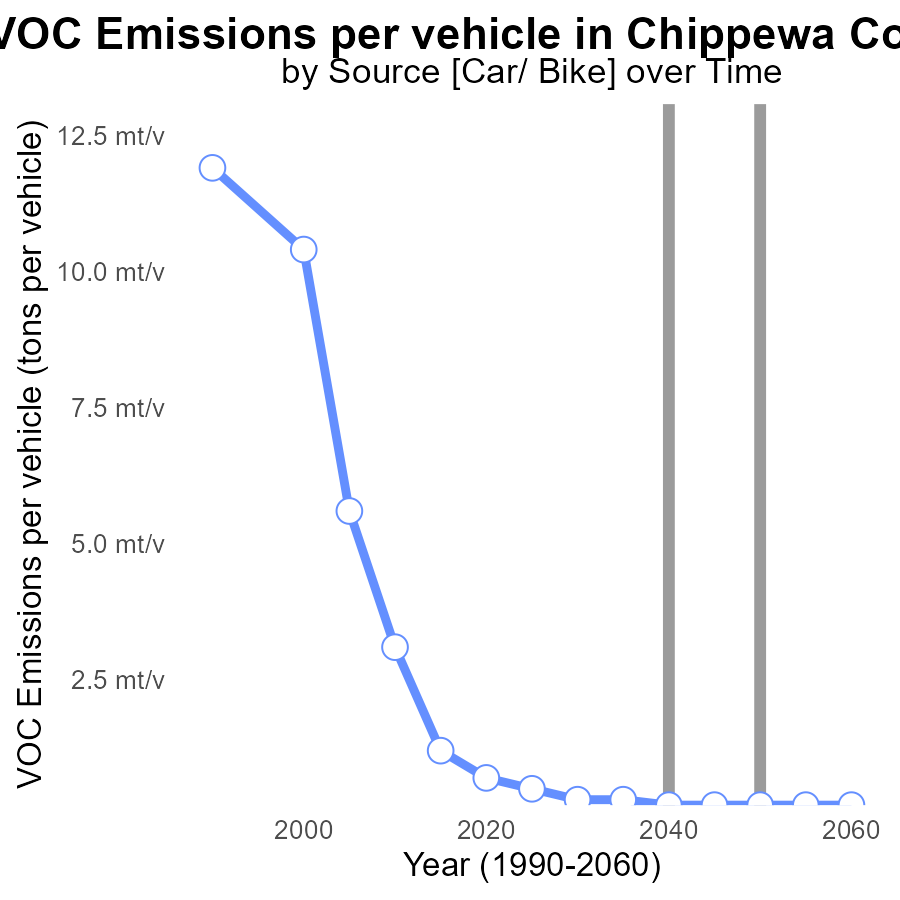 VOC Emissions per vehicle in Chippewa Co
by Source [Car/ Bike] over Time
VOC Emissions per vehicle (tons per vehicle)
12.5 mt/v
10.0 mt/v
7.5 mt/v
5.0 mt/v
2.5 mt/v
2000 2020 2040 2060
Year (1990-2060)